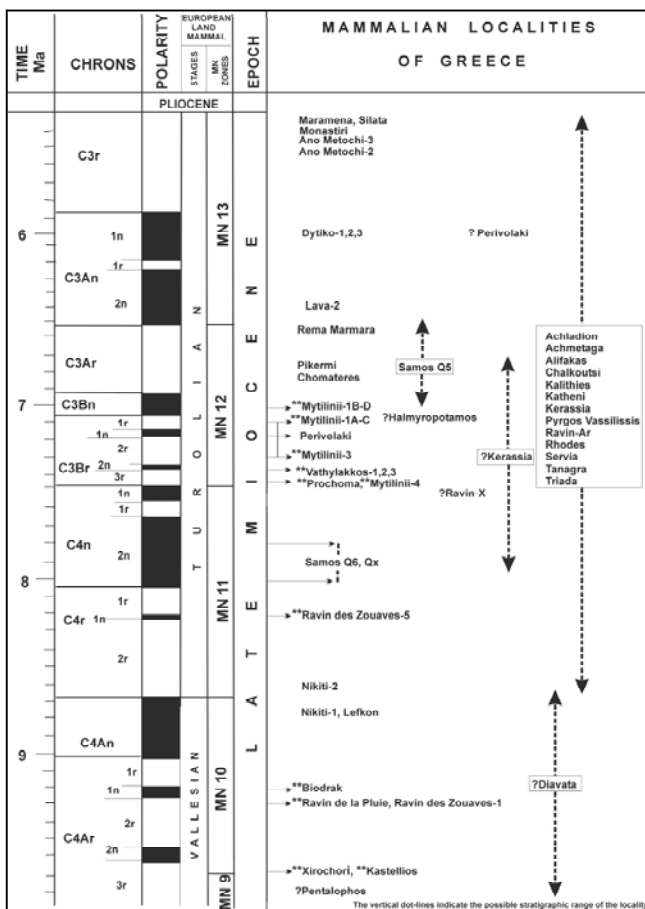 TIME
Ma
CHRONS
POLARITY
EUROPEAN
LAND
MAMMAL
STAGES
MN
ZONES
EPOCH
MAMMALIAN LOCALITIES
OF GREECE
PLIOCENE
6
7
8
9
C3r
1n
1r
C3An
2n
C3Ar
C3Bn
1r
1n
2r
C3Br
2n
3r
1n
1r
C4n
2n
1r
C4r
1n
2r
C4An
1r
1n
2r
C4Ar
2n
3r
TUROLIAN
VALLESIAN
MN 13
MN 12
MN 11
MN 10
MN 9
LATE MIOCENE
Maramena, Silata
Monastiri
Ano Metochi-3
Ano Metochi-2
Dytiko-1,2,3
? Perivolaki
Lava-2
Rema Marmara
Pikermi
Chomateres
Samos Q5
**Mytilinii-1B-D
**Mytilinii-1A-C
?Halmyropotamos
Perivolaki
**Mytilinii-3
?Kerassia
**Vathylakkos-1,2,3
**Prochoma,**Mytilinii-4
?Ravin-X
Samos Q6, Qx
**Ravin des Zouaves-5
Nikiti-2
Nikiti-1, Lefkon
**Biodrak
?Diavata
**Ravin de la Pluie, Ravin des Zouaves-1
**Xirochori, **Kastellios
?Pentalophos
Achladion
Achmetaga
Alifakas
Chalkoutsi
Kalithies
Katheni
Kerassia
Pyrgos Vassilissis
Ravin-Ar
Rhodes
Servia
Tanagra
Triada
The vertical dot-lines indicate the possible stratigraphic range of the locality